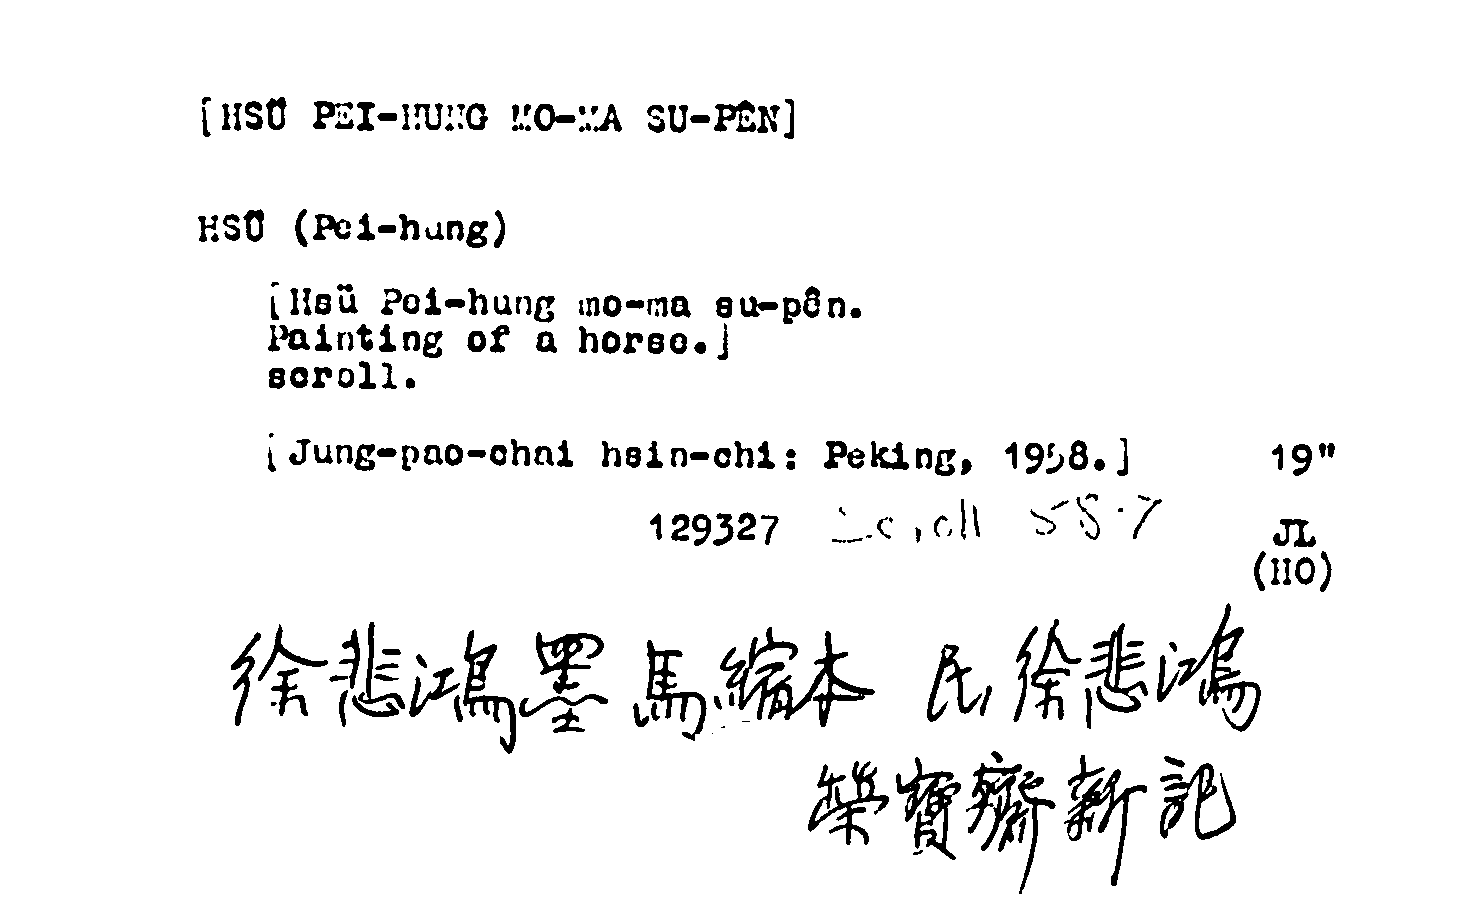 [HSÜ PEI-HUNG MO-MA SU-PÊN]
HSÜ (Pei-hung)
[Hsü Pei-hung mo-ma su-pên.
Painting of a horse.]
scroll.
[Jung-pao-chai hsin-chi: Peking, 1958.] 19"
129327 Scroll 55.7 JL
(HO)
徐悲鴻墨馬縮本 民 徐悲鴻
榮寶齋新記